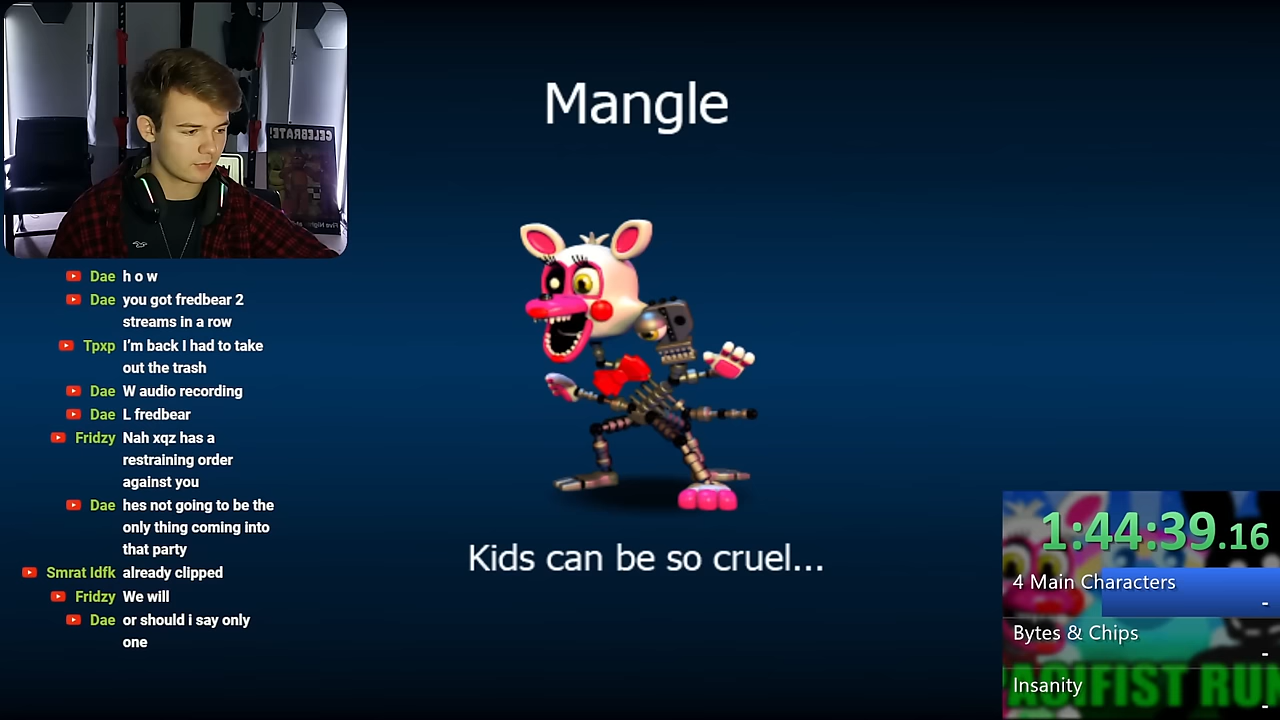 CELEBRATE!
Mangle
Dae h o w
Dae you got fredbear 2
streams in a row
Tpxp I'm back I had to take
out the trash
Dae W audio recording
Dae L fredbear
Fridzy Nah xqz has a
restraining order
against you
Dae hes not going to be the
only thing coming into
that party
Smrat Idfk already clipped
Fridzy We will
Dae or should i say only
one
Kids can be so cruel...
1:44:39.16
4 Main Characters
-
Bytes & Chips
-
Insanity
-
PACIFIST RUN